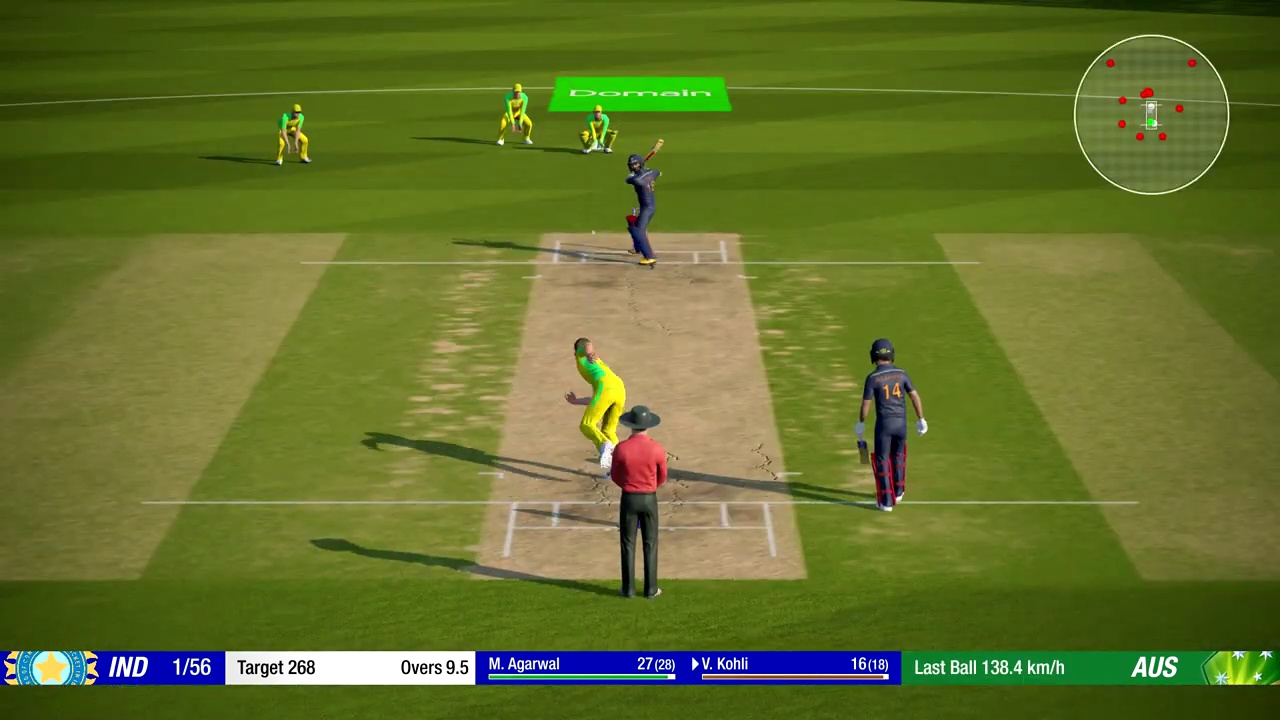 Domain
14
IND 1/56 Target 268 Overs 9.5 M. Agarwal 27(28) V. Kohli 16(18) Last Ball 138.4 km/h AUS